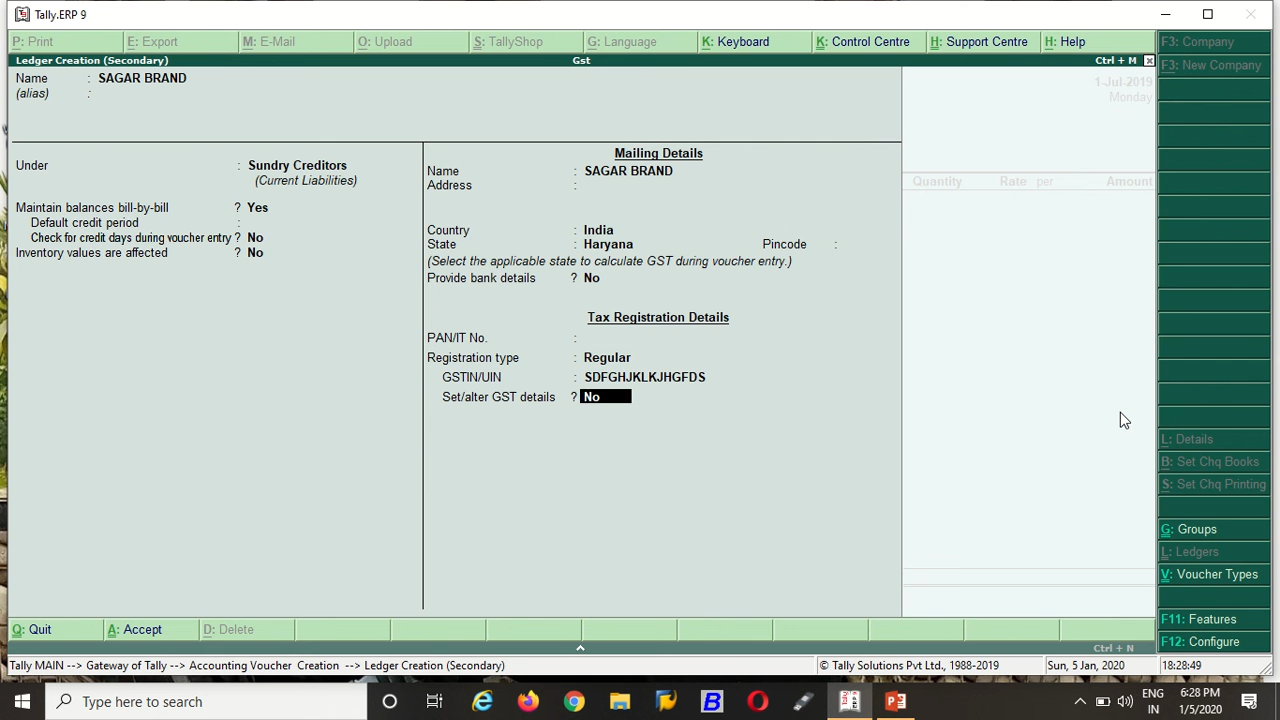 Tally.ERP 9
P: Print E: Export M: E-Mail O: Upload S: TallyShop G: Language K: Keyboard K: Control Centre H: Support Centre H: Help F3: Company
Ledger Creation (Secondary) Gst Ctrl + M
F3: New Company
Name : SAGAR BRAND
(alias) :
1-Jul-2019
Monday
Under : Sundry Creditors
(Current Liabilities)
Maintain balances bill-by-bill ? Yes
Default credit period :
Check for credit days during voucher entry ? No
Inventory values are affected ? No
Mailing Details
Name : SAGAR BRAND
Address :
Country : India
State : Haryana Pincode :
(Select the applicable state to calculate GST during voucher entry.)
Provide bank details ? No
Tax Registration Details
PAN/IT No. :
Registration type : Regular
GSTIN/UIN : SDFGHJKLKJHGFDS
Set/alter GST details ? No
Quantity Rate per Amount
L: Details
B: Set Chq Books
S: Set Chq Printing
G: Groups
L: Ledgers
V: Voucher Types
F11: Features
F12: Configure
Q: Quit A: Accept D: Delete
Ctrl + N
Tally MAIN --> Gateway of Tally --> Accounting Voucher Creation --> Ledger Creation (Secondary) © Tally Solutions Pvt Ltd., 1988-2019 Sun, 5 Jan, 2020 18:28:49
Type here to search
ENG
IN
6:28 PM
1/5/2020